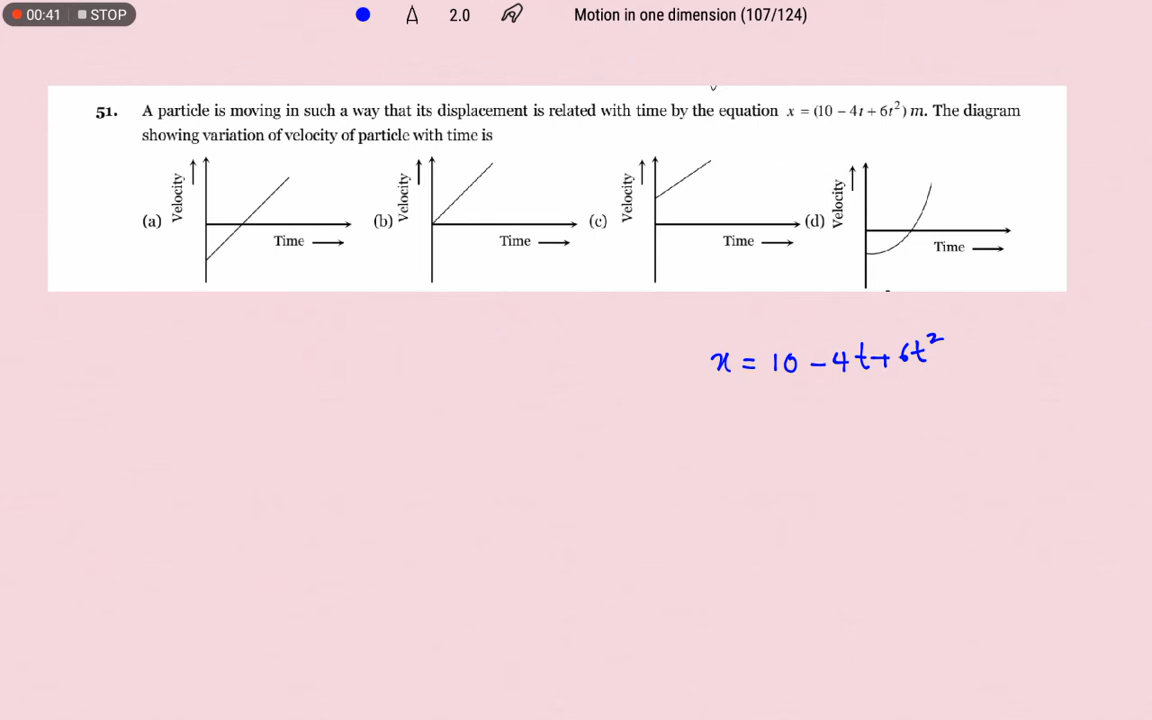 00:41 STOP 2.0 Motion in one dimension (107/124)
51. A particle is moving in such a way that its displacement is related with time by the equation x = (10 – 4t + 6t²) m. The diagram
showing variation of velocity of particle with time is
(a) Velocity Time (b) Velocity Time (c) Velocity Time (d) Velocity Time
x = 10 – 4t + 6t²